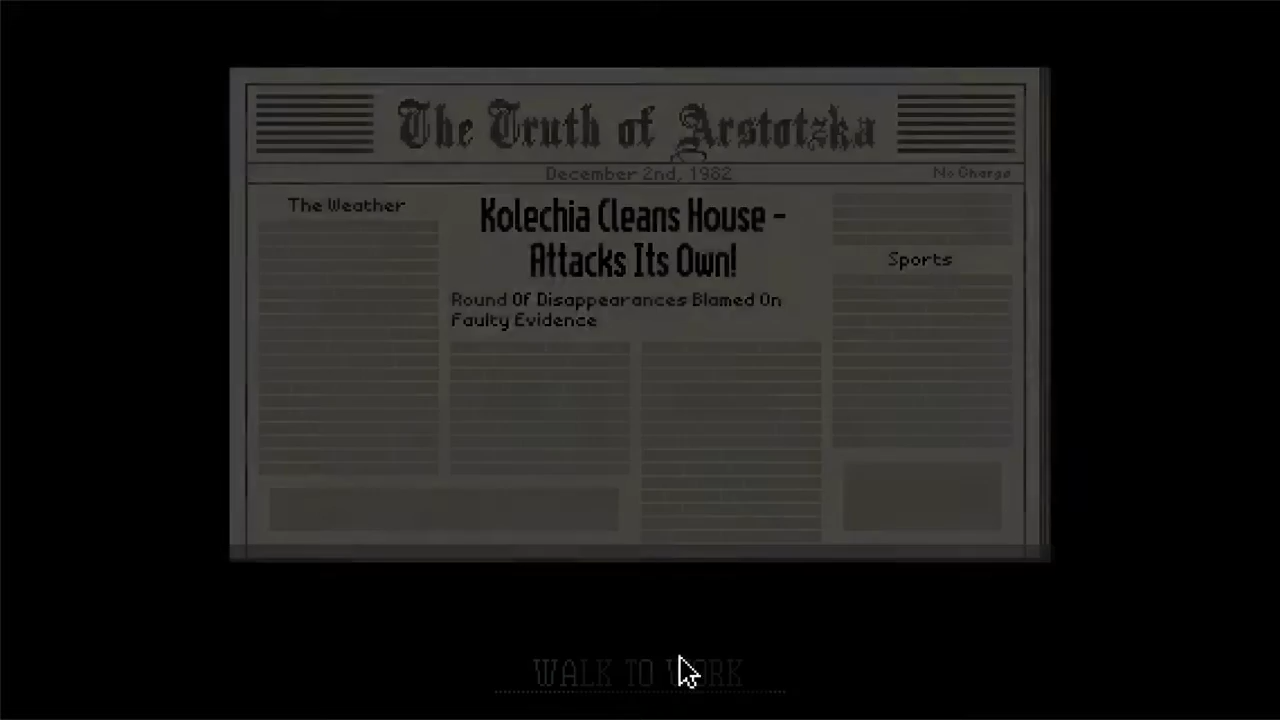 The Truth of Arstotzka
December 2nd, 1982
No Charge
The Weather
Kolechia Cleans House -
Attacks Its Own!
Round Of Disappearances Blamed On
Faulty Evidence
Sports
WALK TO WORK